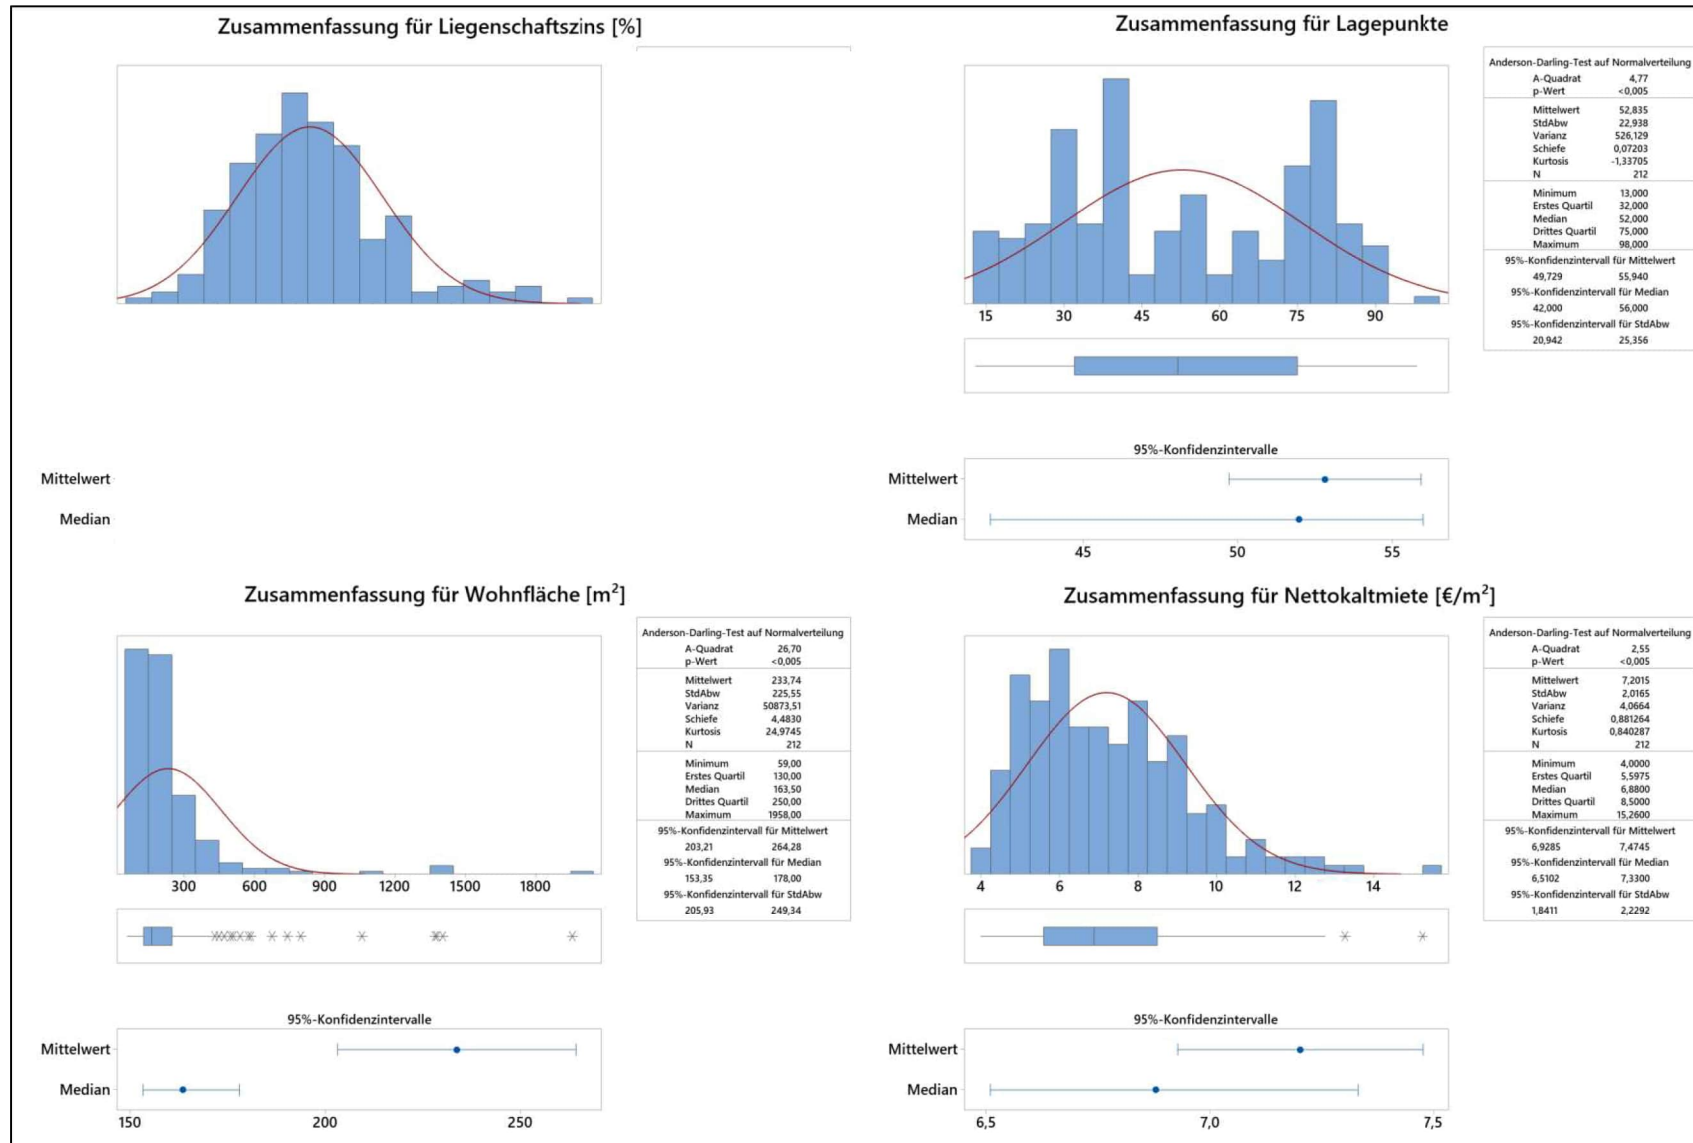 Zusammenfassung für Liegenschaftszins [%]
Mittelwert
Median
Zusammenfassung für Lagepunkte
Anderson-Darling-Test auf Normalverteilung
A-Quadrat 4,77
p-Wert <0,005
Mittelwert 52,835
StdAbw 22,938
Varianz 526,129
Schiefe 0,07203
Kurtosis -1,33705
N 212
Minimum 13,000
Erstes Quartil 32,000
Median 52,000
Drittes Quartil 75,000
Maximum 98,000
95%-Konfidenzintervall für Mittelwert
49,729 55,940
95%-Konfidenzintervall für Median
42,000 56,000
95%-Konfidenzintervall für StdAbw
20,942 25,356
15 30 45 60 75 90
95%-Konfidenzintervalle
Mittelwert
Median
45 50 55
Zusammenfassung für Wohnfläche [m²]
Anderson-Darling-Test auf Normalverteilung
A-Quadrat 26,70
p-Wert <0,005
Mittelwert 233,74
StdAbw 225,55
Varianz 50873,51
Schiefe 4,4830
Kurtosis 24,9745
N 212
Minimum 59,00
Erstes Quartil 130,00
Median 163,50
Drittes Quartil 250,00
Maximum 1958,00
95%-Konfidenzintervall für Mittelwert
203,21 264,28
95%-Konfidenzintervall für Median
153,35 178,00
95%-Konfidenzintervall für StdAbw
205,93 249,34
300 600 900 1200 1500 1800
95%-Konfidenzintervalle
Mittelwert
Median
150 200 250
Zusammenfassung für Nettokaltmiete [€/m²]
Anderson-Darling-Test auf Normalverteilung
A-Quadrat 2,55
p-Wert <0,005
Mittelwert 7,2015
StdAbw 2,0165
Varianz 4,0664
Schiefe 0,881264
Kurtosis 0,840287
N 212
Minimum 4,0000
Erstes Quartil 5,5975
Median 6,8800
Drittes Quartil 8,5000
Maximum 15,2600
95%-Konfidenzintervall für Mittelwert
6,9285 7,4745
95%-Konfidenzintervall für Median
6,5102 7,3300
95%-Konfidenzintervall für StdAbw
1,8411 2,2292
4 6 8 10 12 14
95%-Konfidenzintervalle
Mittelwert
Median
6,5 7,0 7,5